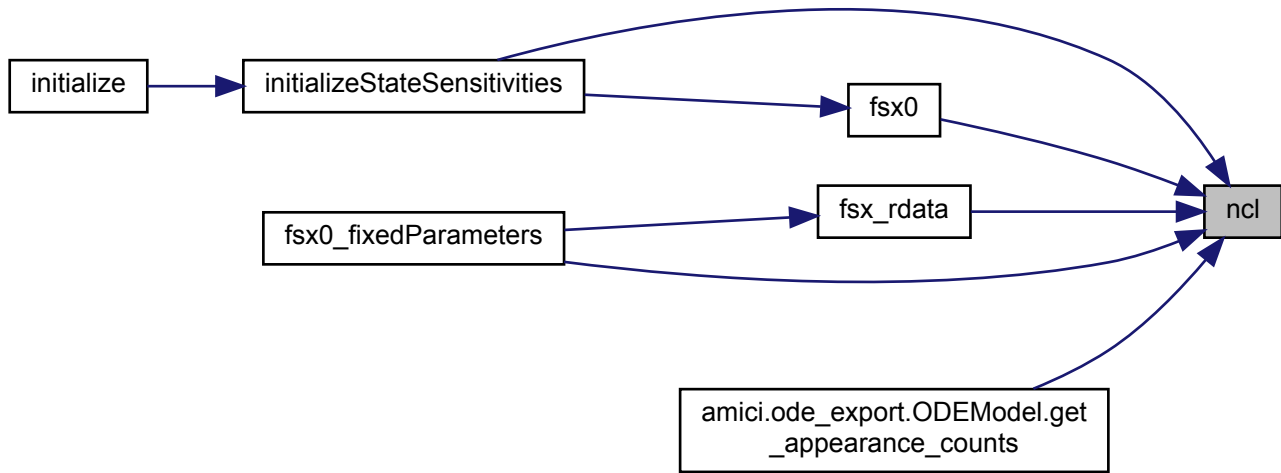 initialize
initializeStateSensitivities
fsx0
fsx0_fixedParameters
fsx_rdata
ncl
amici.ode_export.ODEModel.get
_appearance_counts